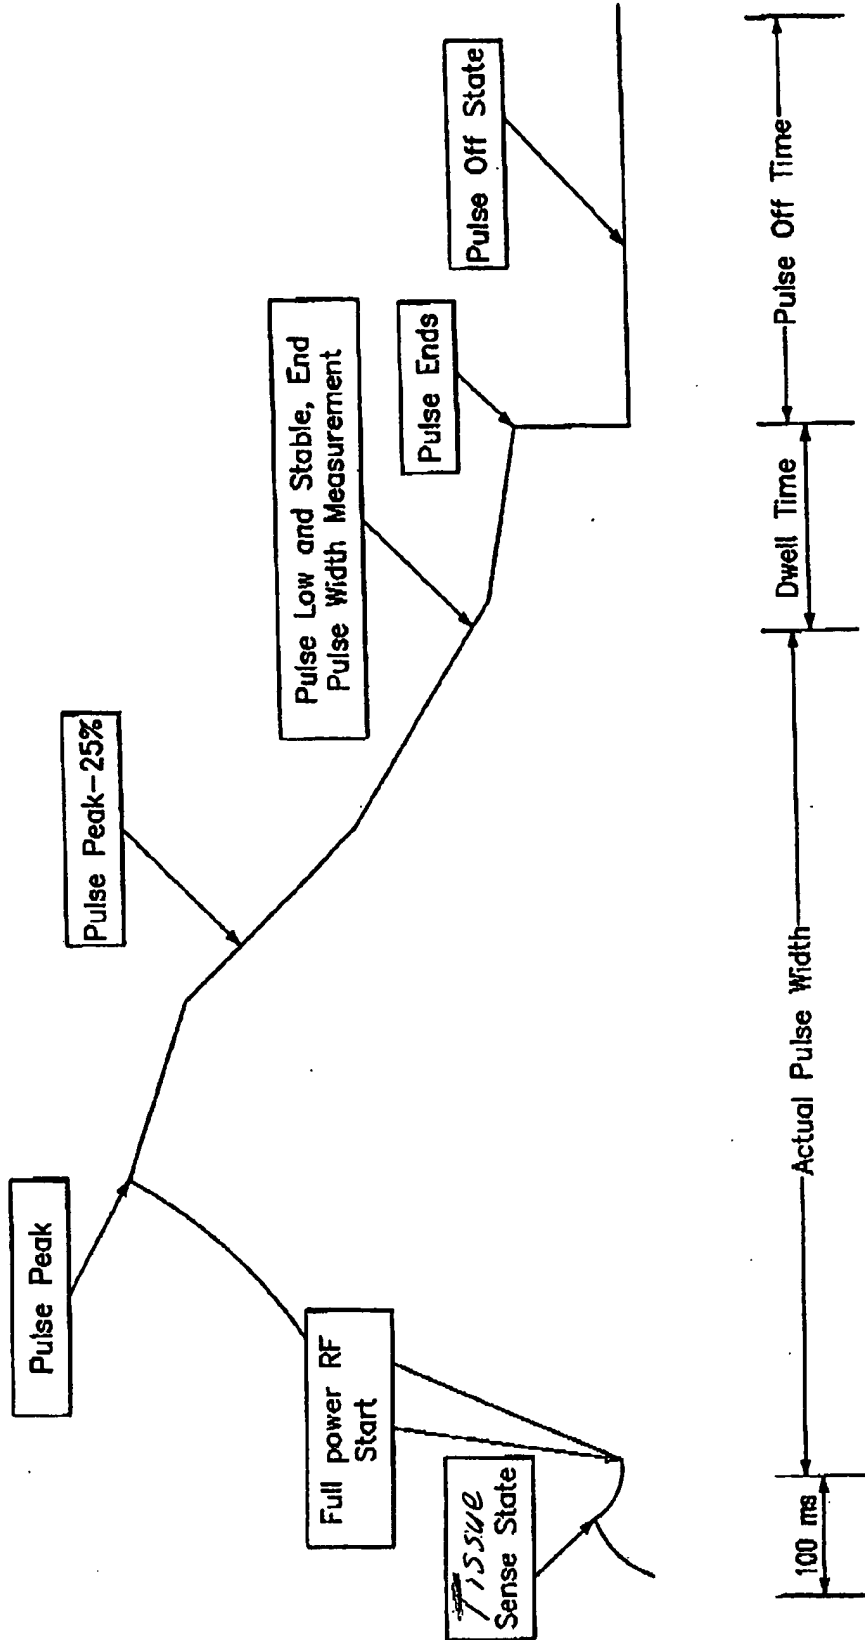 Pulse Peak
Pulse Peak-25%
Pulse Low and Stable, End
Pulse Width Measurement
Pulse Ends
Pulse Off State
Full power RF
Start
Tissue
Sense State
100 ms
Actual Pulse Width
Dwell Time
Pulse Off Time